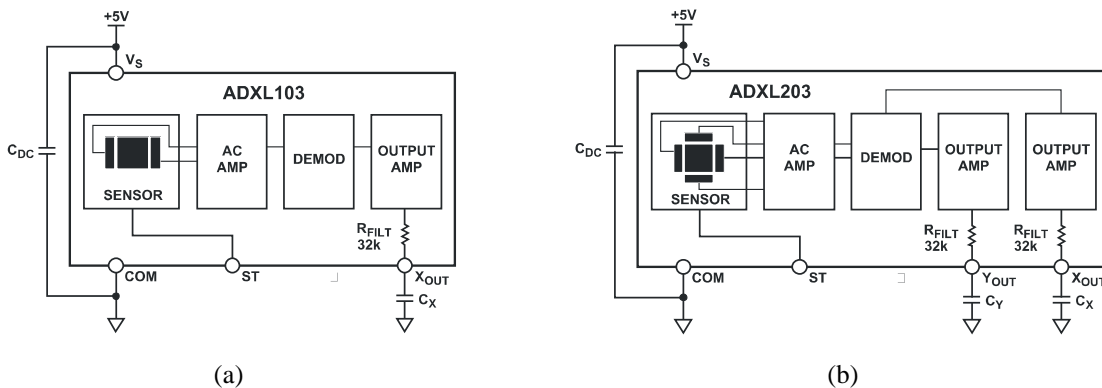 +5V
VS
ADXL103
CDC
SENSOR
AC
AMP
DEMOD
OUTPUT
AMP
RFILT
32k
COM
ST
XOUT
CX
(a)
+5V
VS
ADXL203
CDC
SENSOR
AC
AMP
DEMOD
OUTPUT
AMP
OUTPUT
AMP
RFILT
32k
RFILT
32k
COM
ST
YOUT
XOUT
CY
CX
(b)